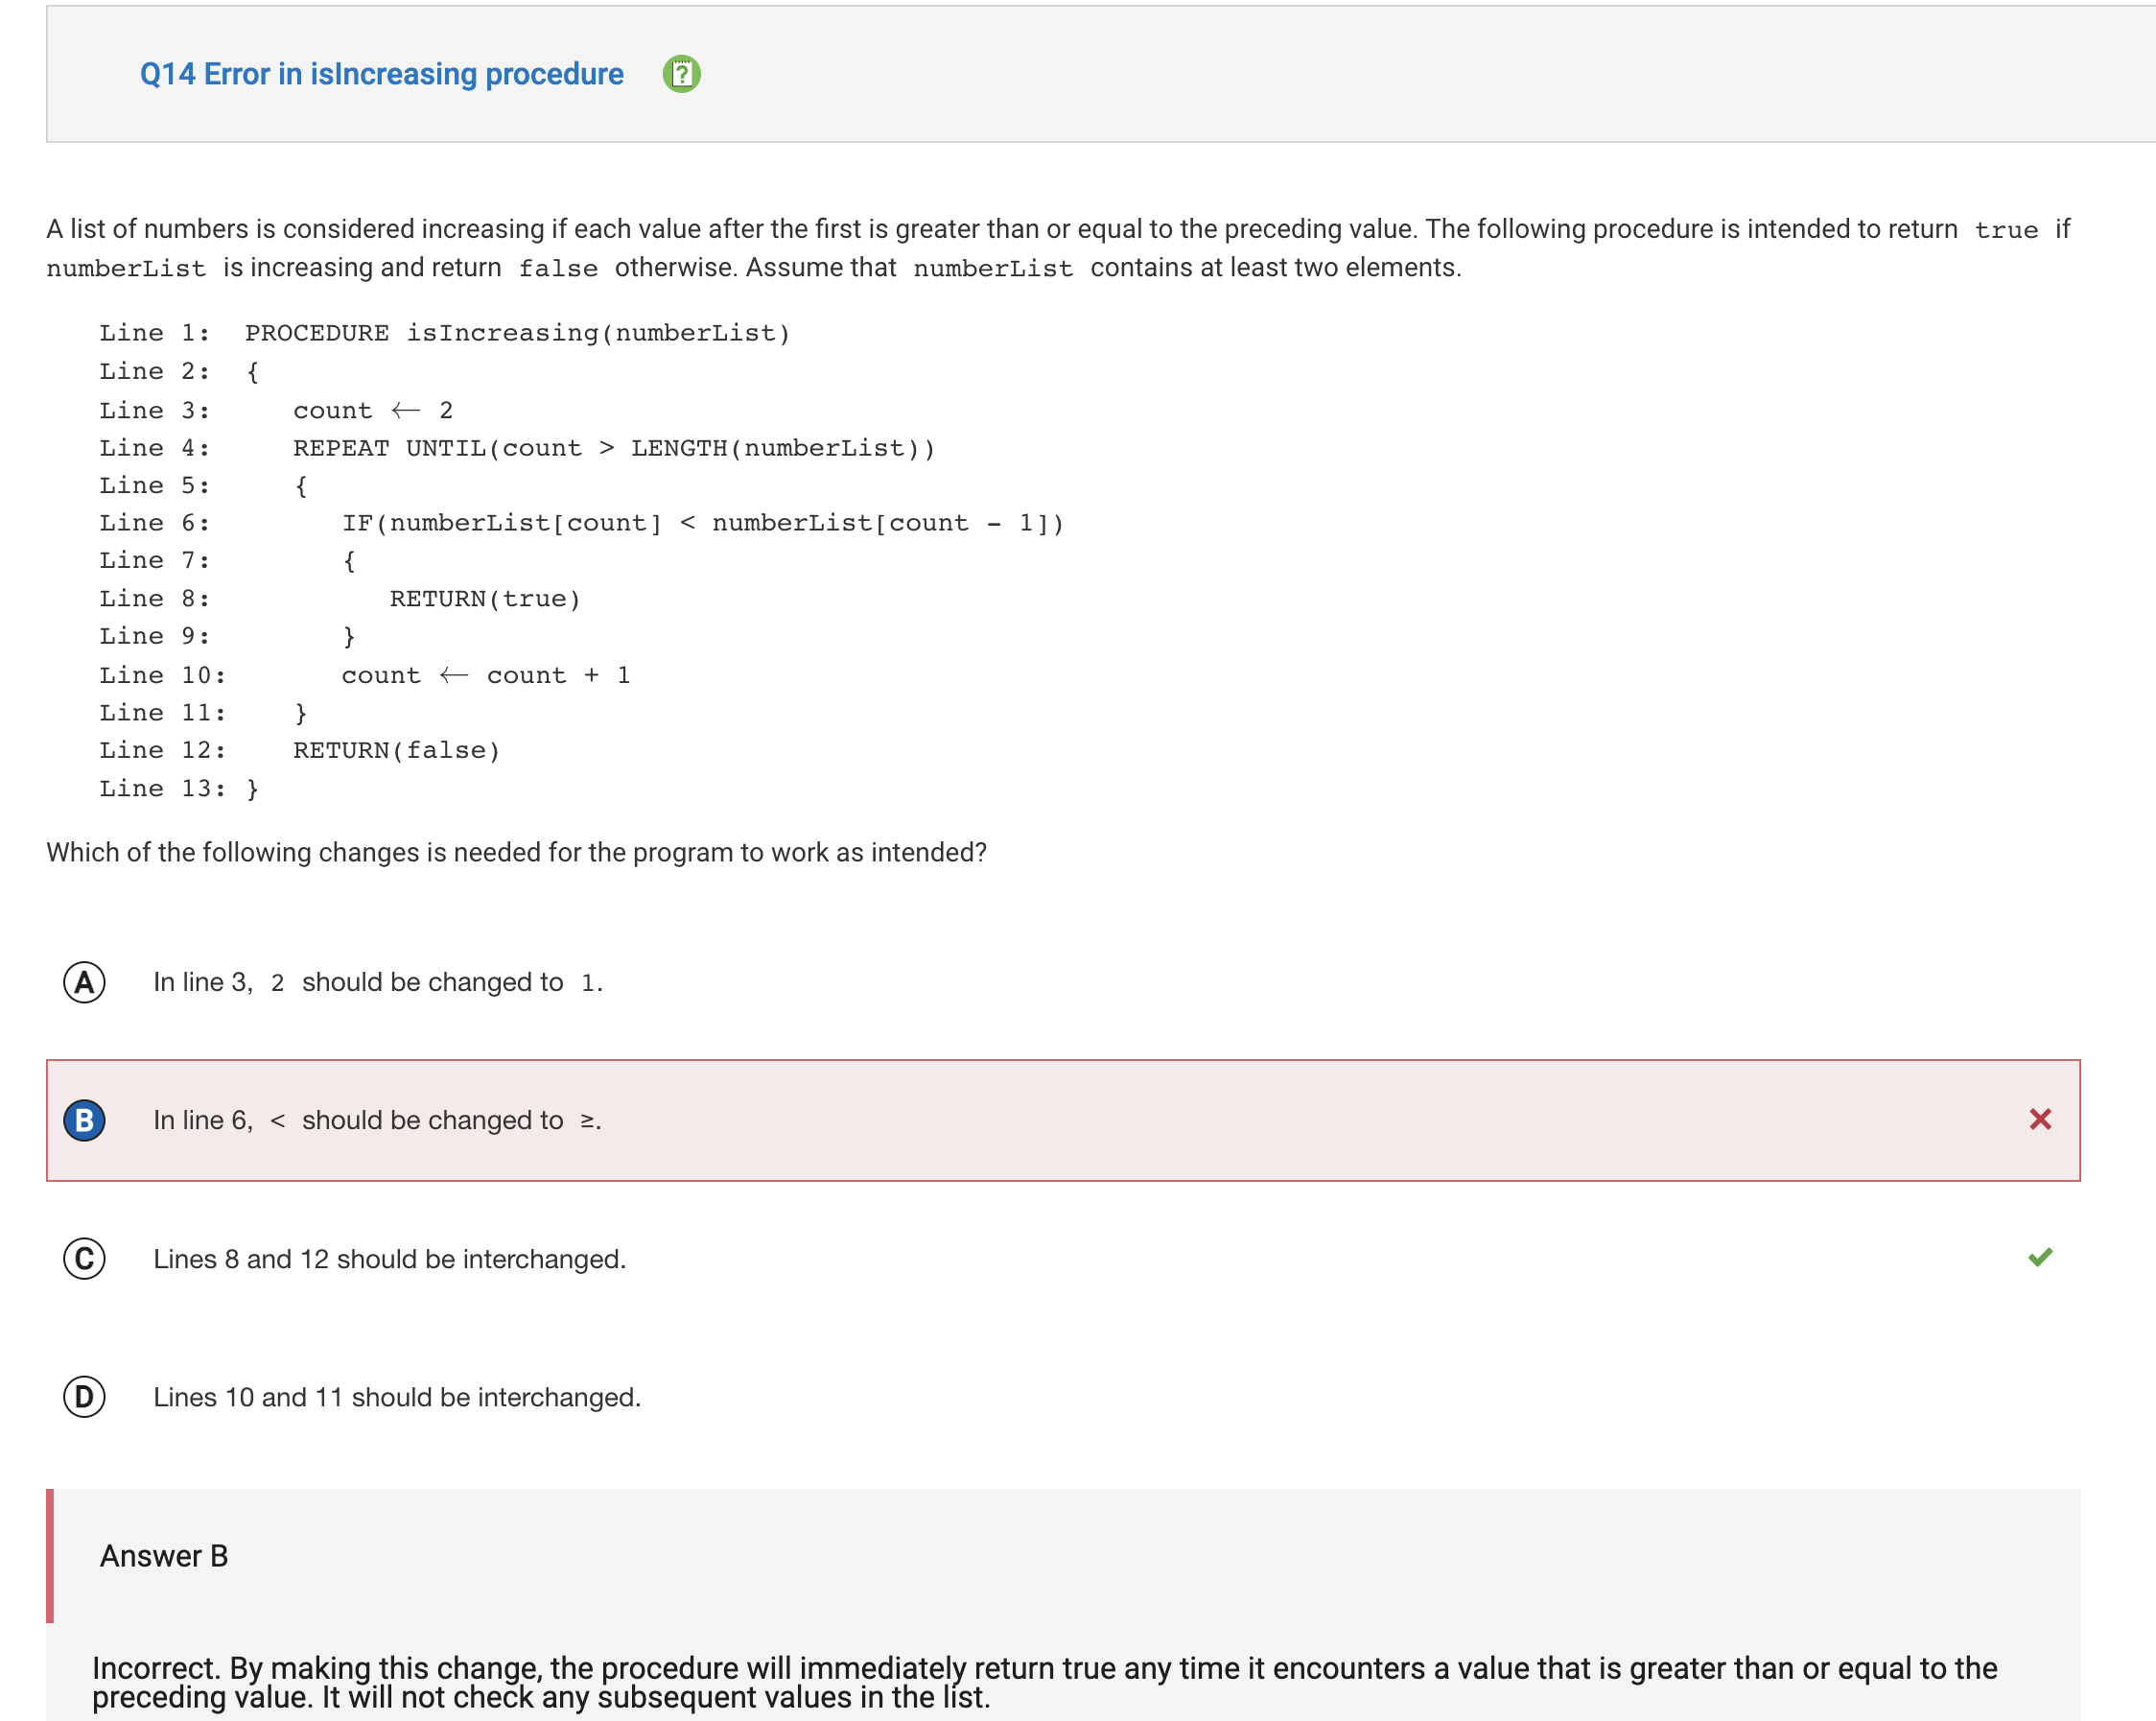 Q14 Error in isIncreasing procedure ?
A list of numbers is considered increasing if each value after the first is greater than or equal to the preceding value. The following procedure is intended to return true if
numberList is increasing and return false otherwise. Assume that numberList contains at least two elements.
Line 1: PROCEDURE isIncreasing(numberList)
Line 2: {
Line 3: count ← 2
Line 4: REPEAT UNTIL(count > LENGTH(numberList))
Line 5: {
Line 6: IF(numberList[count] < numberList[count - 1])
Line 7: {
Line 8: RETURN(true)
Line 9: }
Line 10: count ← count + 1
Line 11: }
Line 12: RETURN(false)
Line 13: }
Which of the following changes is needed for the program to work as intended?
A In line 3, 2 should be changed to 1.
B In line 6, < should be changed to ≥.
C Lines 8 and 12 should be interchanged.
D Lines 10 and 11 should be interchanged.
Answer B
Incorrect. By making this change, the procedure will immediately return true any time it encounters a value that is greater than or equal to the
preceding value. It will not check any subsequent values in the list.